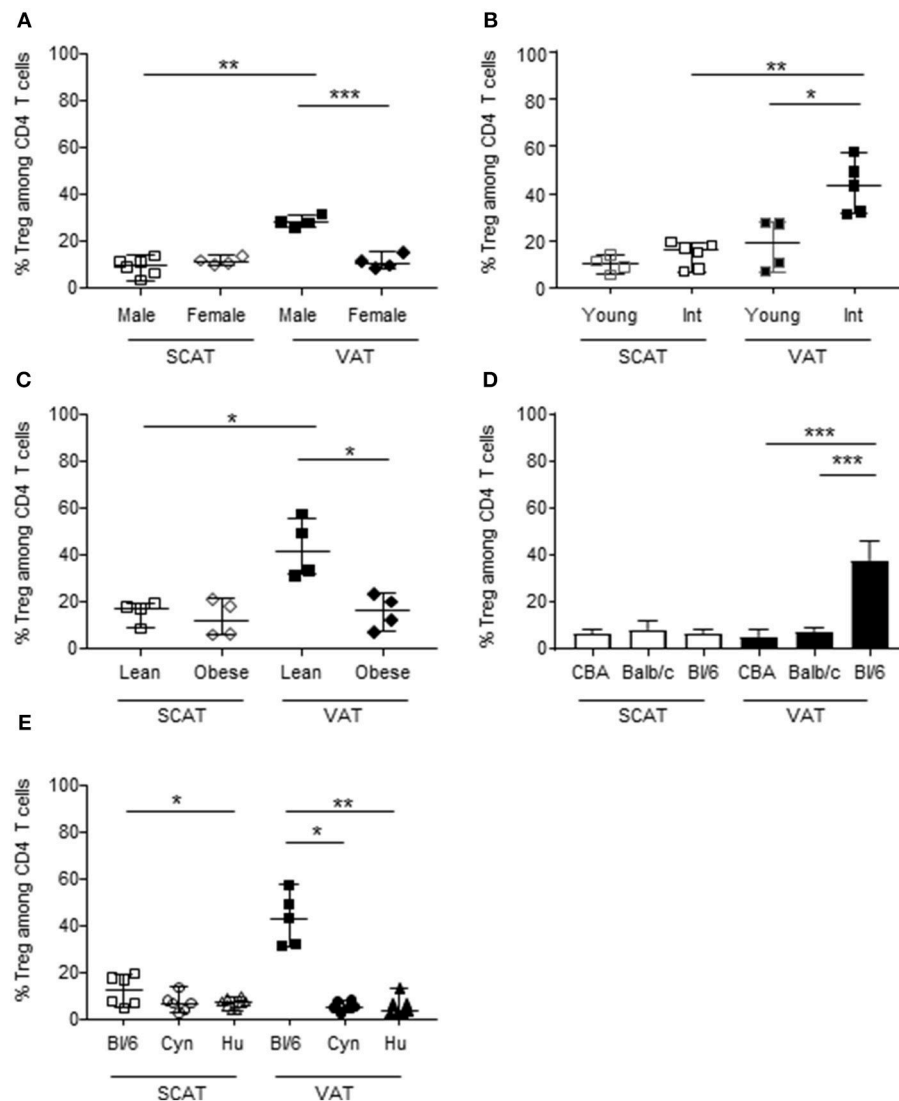 A
% Treg among CD4 T cells
100
80
60
40
20
0
**
***
Male Female Male Female
SCAT VAT
B
% Treg among CD4 T cells
100
80
60
40
20
0
**
*
Young Int Young Int
SCAT VAT
C
% Treg among CD4 T cells
100
80
60
40
20
0
*
*
Lean Obese Lean Obese
SCAT VAT
D
% Treg among CD4 T cells
100
80
60
40
20
0
***
***
CBA Balb/c Bl/6 CBA Balb/c Bl/6
SCAT VAT
E
% Treg among CD4 T cells
100
80
60
40
20
0
*
**
*
Bl/6 Cyn Hu Bl/6 Cyn Hu
SCAT VAT